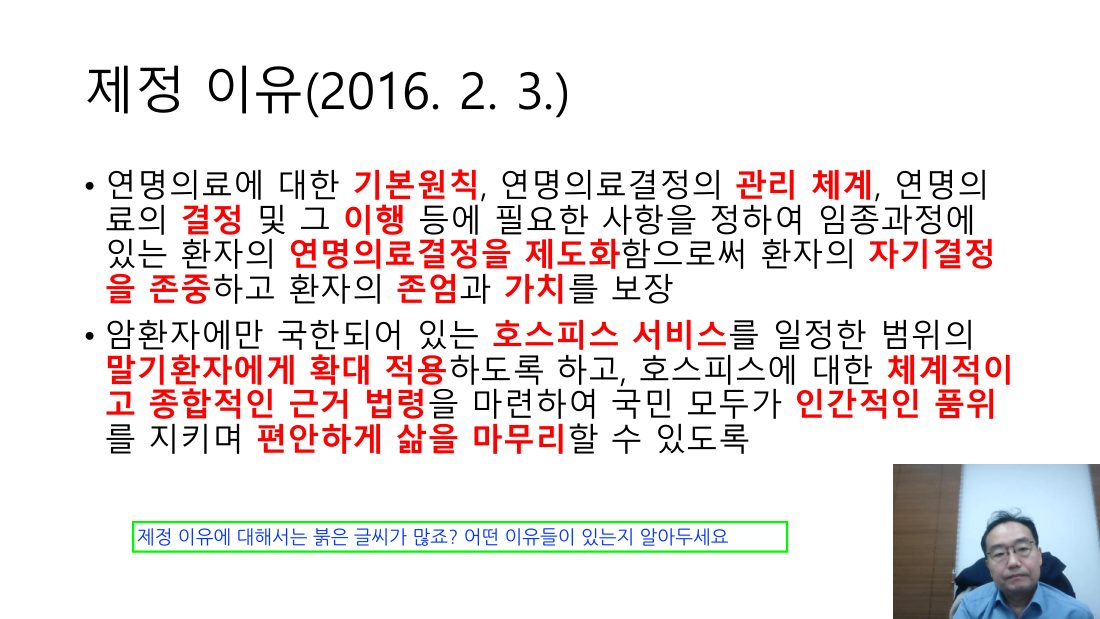 제정 이유(2016. 2. 3.)
• 연명의료에 대한 기본원칙, 연명의료결정의 관리 체계, 연명의
료의 결정 및 그 이행 등에 필요한 사항을 정하여 임종과정에
있는 환자의 연명의료결정을 제도화함으로써 환자의 자기결정
을 존중하고 환자의 존엄과 가치를 보장
• 암환자에만 국한되어 있는 호스피스 서비스를 일정한 범위의
말기환자에게 확대 적용하도록 하고, 호스피스에 대한 체계적이
고 종합적인 근거 법령을 마련하여 국민 모두가 인간적인 품위
를 지키며 편안하게 삶을 마무리할 수 있도록
제정 이유에 대해서는 붉은 글씨가 많죠? 어떤 이유들이 있는지 알아두세요